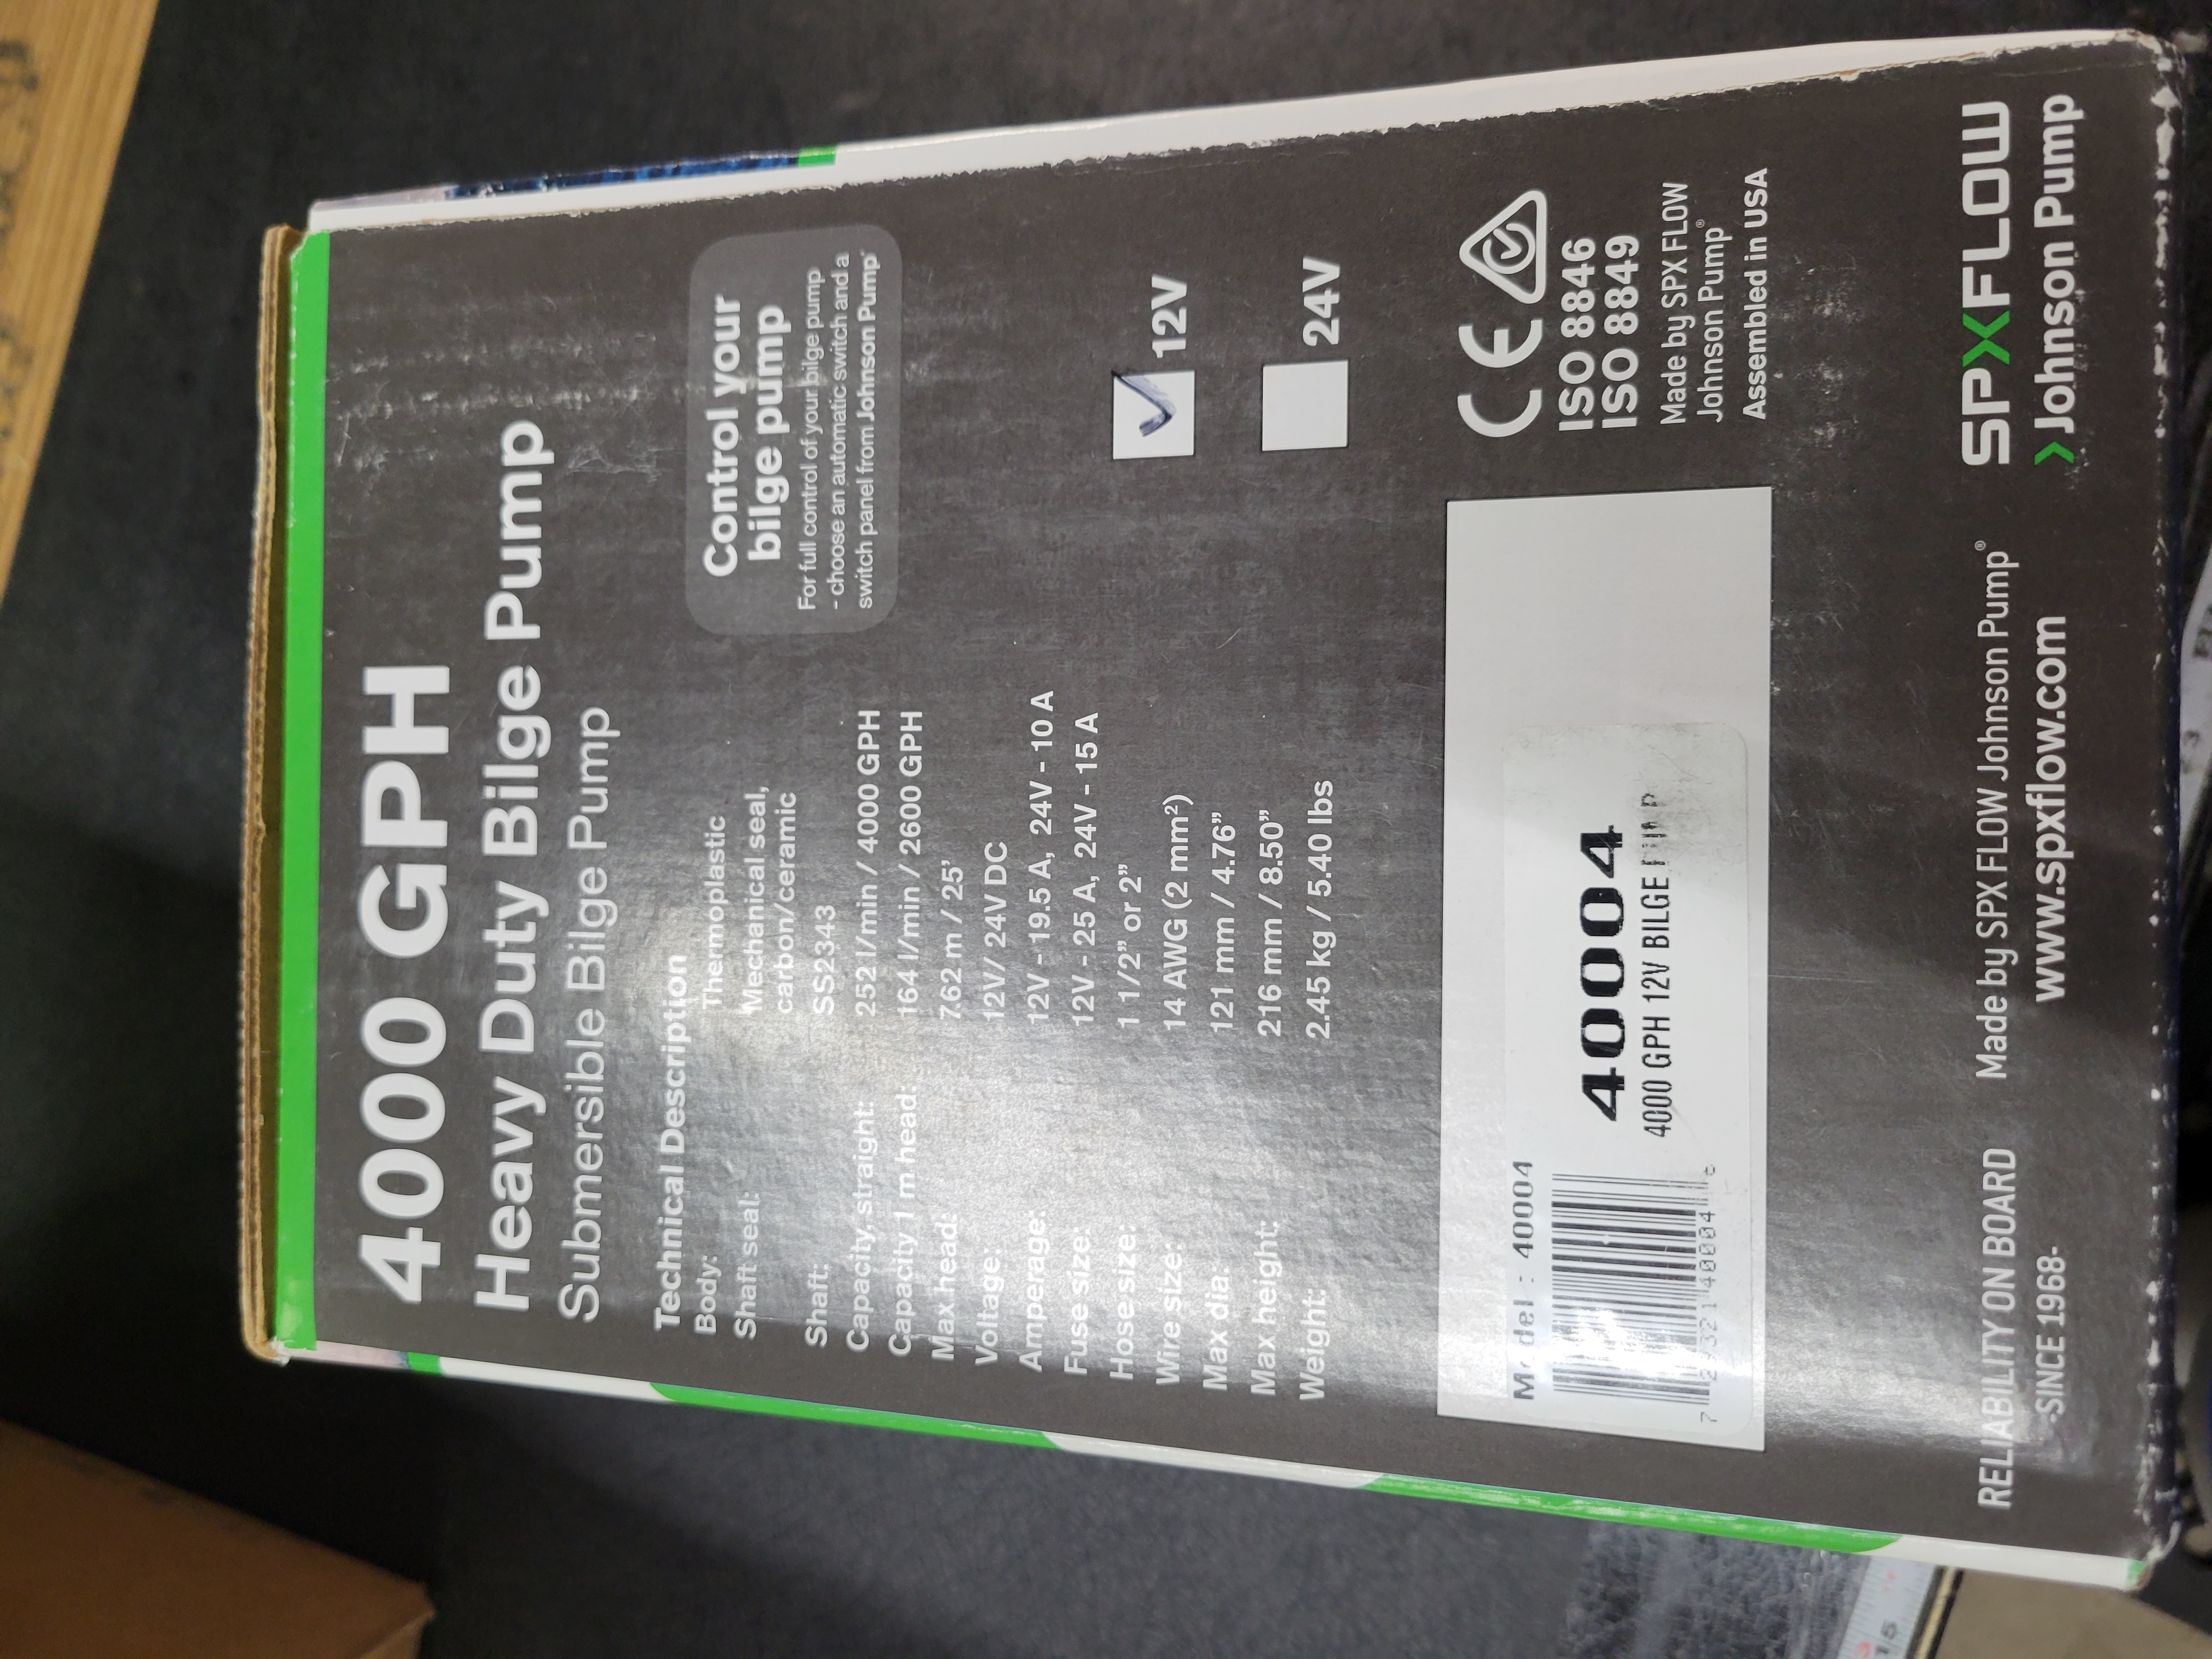 4000 GPH
Heavy Duty Bilge Pump
Submersible Bilge Pump
Technical Description
Body: Thermoplastic
Shaft seal: Mechanical seal,
carbon/ceramic
Shaft: SS2343
Capacity, straight: 252 l/min / 4000 GPH
Capacity 1 m head: 164 l/min / 2600 GPH
Max head: 7.62 m / 25’
Voltage: 12V/ 24V DC
Amperage: 12V - 19.5 A, 24V - 10 A
Fuse size: 12V - 25 A, 24V - 15 A
Hose size: 1 1/2” or 2”
Wire size: 14 AWG (2 mm²)
Max dia: 121 mm / 4.76”
Max height: 216 mm / 8.50”
Weight: 2.45 kg / 5.40 lbs
Control your
bilge pump
For full control of your bilge pump
- choose an automatic switch and a
switch panel from Johnson Pump®
12V
24V
Model : 40004
40004
4000 GPH 12V BILGE
CE
ISO 8846
ISO 8849
Made by SPX FLOW
Johnson Pump®
Assembled in USA
RELIABILITY ON BOARD
-SINCE 1968-
Made by SPX FLOW Johnson Pump®
www.spxflow.com
SPXFLOW
Johnson Pump
15